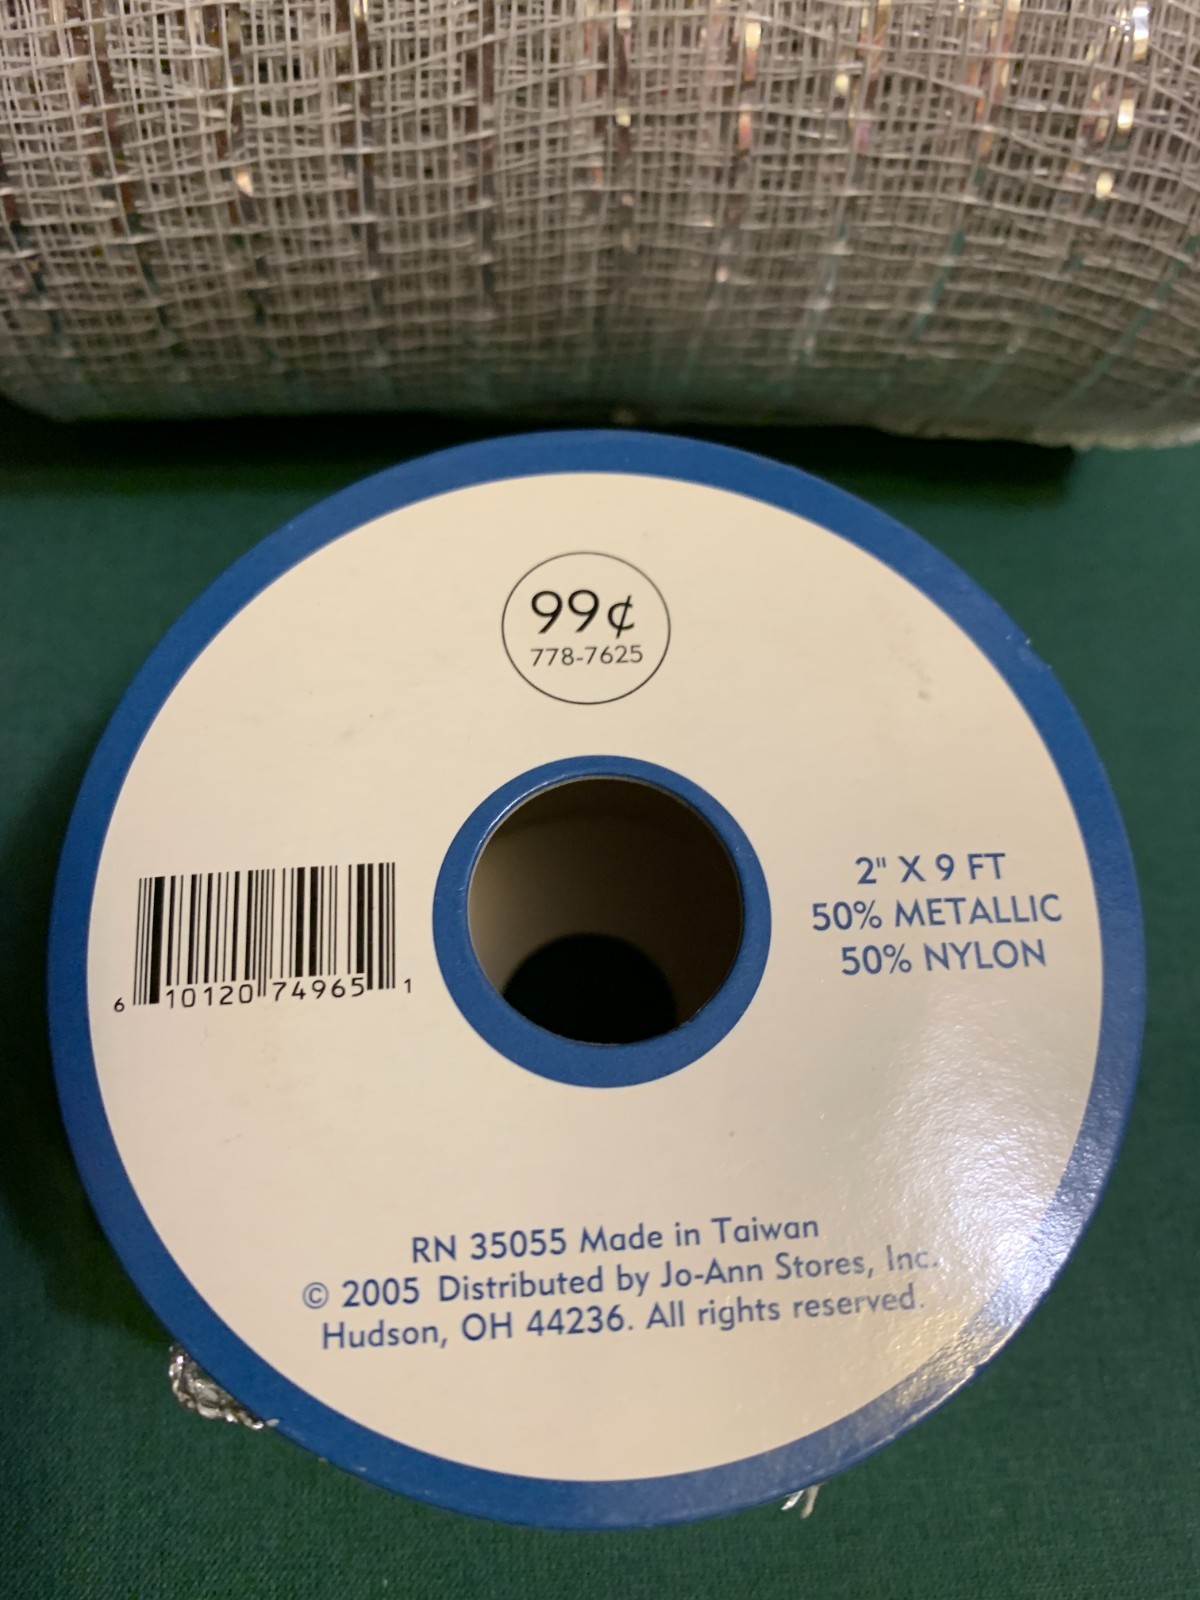 99¢
778-7625
2" X 9 FT
50% METALLIC
50% NYLON
6 10120 74965 1
RN 35055 Made in Taiwan
© 2005 Distributed by Jo-Ann Stores, Inc.
Hudson, OH 44236. All rights reserved.